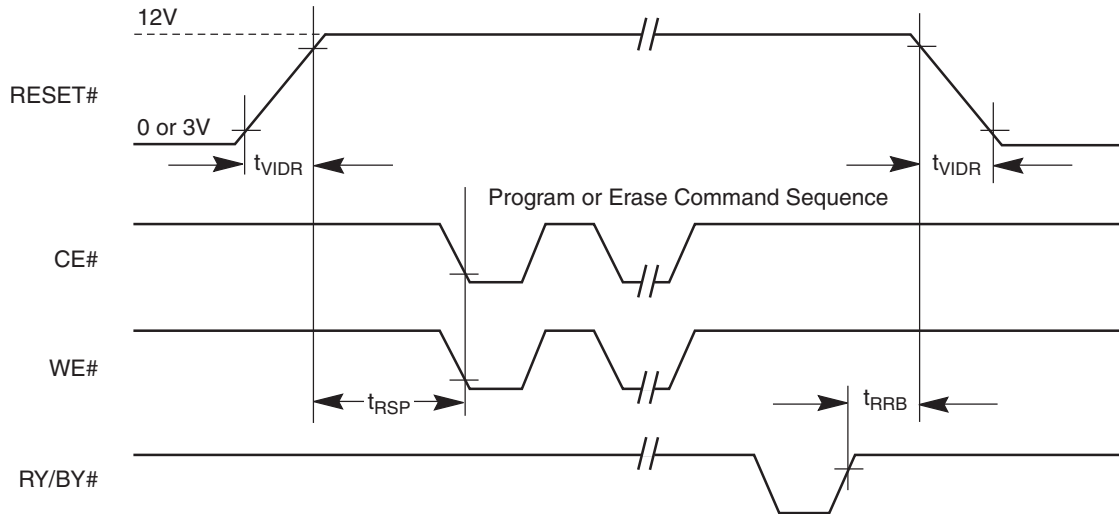 12V
RESET#
0 or 3V
tVIDR
tVIDR
Program or Erase Command Sequence
CE#
WE#
tRSP
tRRB
RY/BY#